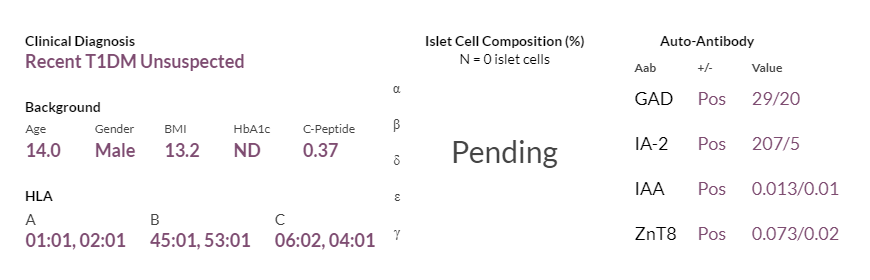 Clinical Diagnosis
Recent T1DM Unsuspected
Background
Age Gender BMI HbA1c C-Peptide
14.0 Male 13.2 ND 0.37
HLA
A B C
01:01, 02:01 45:01, 53:01 06:02, 04:01
Islet Cell Composition (%)
N = 0 islet cells
α
β
δ
ε
γ
Pending
Auto-Antibody
Aab +/- Value
GAD Pos 29/20
IA-2 Pos 207/5
IAA Pos 0.013/0.01
ZnT8 Pos 0.073/0.02